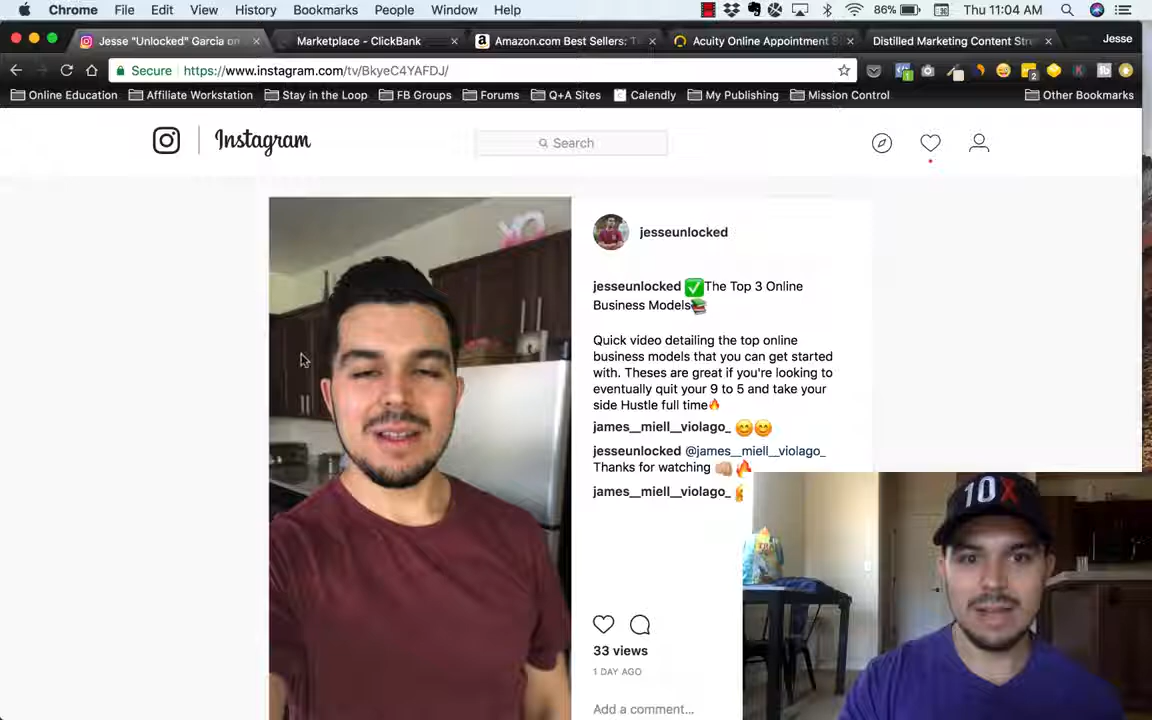 Chrome File Edit View History Bookmarks People Window Help 86% Thu 11:04 AM
Jesse "Unlocked" Garcia on Marketplace - ClickBank Amazon.com Best Sellers: Acuity Online Appointment Distilled Marketing Content Jesse
Secure https://www.instagram.com/tv/BkyeC4YAFDJ/
Online Education Affiliate Workstation Stay in the Loop FB Groups Forums Q+A Sites Calendly My Publishing Mission Control Other Bookmarks
Instagram Search
jesseunlocked
jesseunlocked ✅The Top 3 Online
Business Models📚
Quick video detailing the top online
business models that you can get started
with. Theses are great if you're looking to
eventually quit your 9 to 5 and take your
side Hustle full time🔥
james__miell_violago_ 😊😊
jesseunlocked @james__miell_violago_
Thanks for watching 👊🏼🔥
james__miell_violago_
10X
33 views
1 DAY AGO
Add a comment...